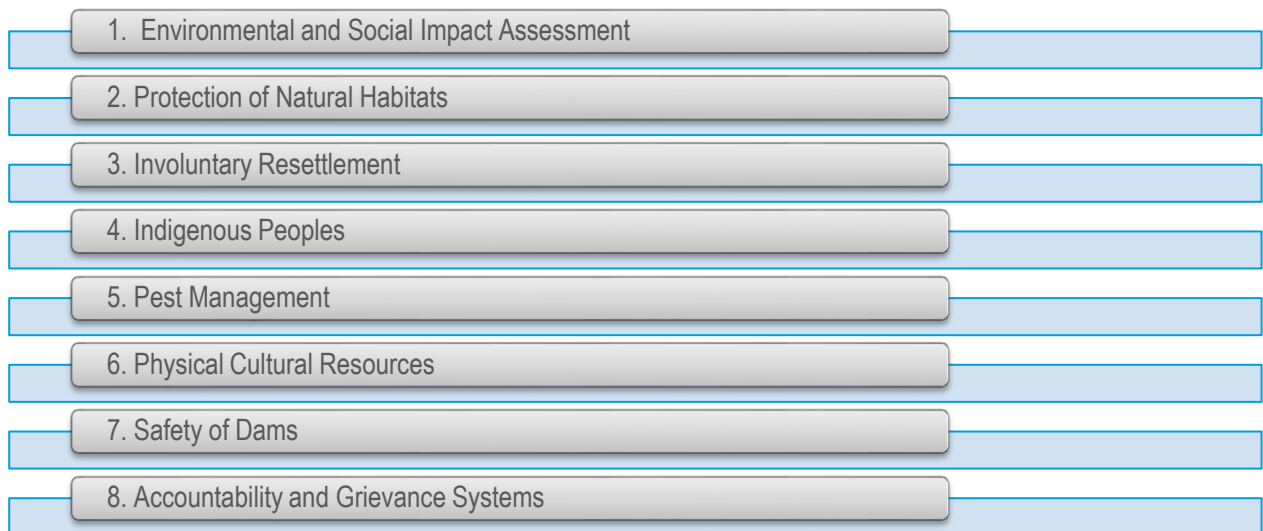 1. Environmental and Social Impact Assessment
2. Protection of Natural Habitats
3. Involuntary Resettlement
4. Indigenous Peoples
5. Pest Management
6. Physical Cultural Resources
7. Safety of Dams
8. Accountability and Grievance Systems